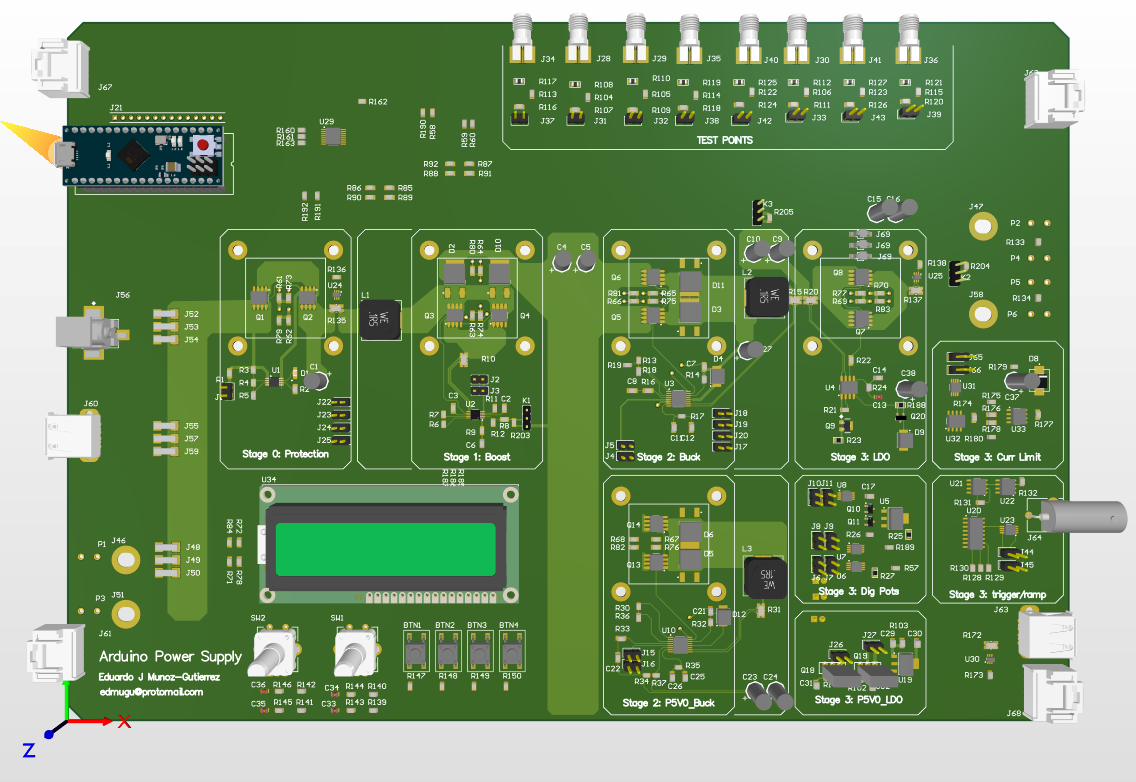 J34 J28 J29 J35 J40 J30 J41 J36
R117 R108 R110 R119 R125 R112 R127 R121
R113 R104 R105 R114 R122 R106 R123 R115
R116 R107 R109 R118 R124 R111 R126 R120
J37 J31 J32 J38 J42 J33 J43 J39
TEST POINTS
J67
J21
R162
U29
R160
R161
R163
R190 R58
R59 R60
R92 R87
R88 R91
R86 R85
R90 R89
R192 R191
K3
R205
C15
J47
P2
R133
P4
P5
R134
P6
J69
J69
J69
R138
U25
R137
R204
K2
J58
R136
U24
R135
R61 R73
Q1 Q2
R79 R62
L1
D2 R80 R64 D10
Q3 Q4
R63 R74
C4 C5
Q6
R81 R65
R66 R75
Q5
D11
D3
C10 C9
L2
R15 R20
Q8
R77 R70
R69 R83
Q7
J56
J52
J53
J54
J60
J55
J57
J59
R3
R4
R5
U1
C1
J22
J23
J24
J25
Stage 0: Protection
R10
J2
J3
C3
U2
R11 C2
R7
R6
R9
R8
R12
C6
K1
R203
Stage 1: Boost
R19 R13
R18
C8 R16
U3
C7
R14
D4
R17
C11 C12
J18
J19
J20
J17
J5
J4
Stage 2: Buck
R22
U4
C14
C13
C38
R188
Q20
R21
Q9
R23
D9
Stage 3: LDO
J65
J66
U31
R179
D8
C37
R174
R175
R176
R178
R177
U32 R180
U33
Stage 3: Curr Limit
U34
R84 R72
R71 R78
P1 J46
P3 J51
J61
J48
J49
J50
Q14
R68 R67
R82 R76
Q13
D6
D5
L3
R30
R36
R33
C21
R32
D12
R31
U10
J15
J16
C22
R34 R37
R35
C25
C26
C23 C24
Stage 2: P5V0_Buck
J10 J11 U8 C17
Q10
Q11
U5
J8 J9
R26
R25
R189
U7
U6
J6 J7
R57
R27
Stage 3: Dig Pots
U21 U22 R132
R131
U20
U23
J64
J44
J45
R130
R128 R129
Stage 3: trigger/ramp
J63
J26
J27
R103
C29 C30
Q18 Q19
C31
R102
U19
Stage 3: P5V0_LDO
R172
U30
R173
J68
SW2 SW1
BTN1 BTN2 BTN3 BTN4
R147 R148 R149 R150
C36 R146 R142
C35 R145 R141
C34 R144 R140
C33 R143 R139
Arduino Power Supply
Eduardo J Munoz-Gutierrez
edmugu@protomail.com
X
Z